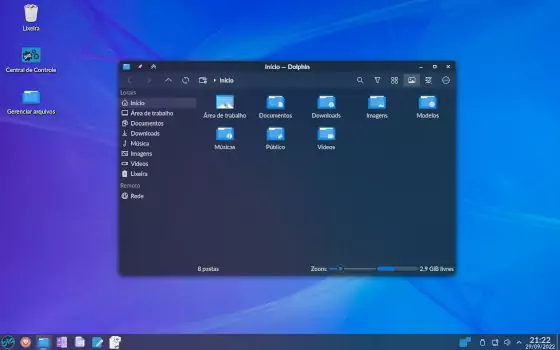 Lixeira
Central de Controle
Gerenciar arquivos
Início — Dolphin
Início
Locais
Início
Área de trabalho
Documentos
Downloads
Música
Imagens
Vídeos
Lixeira
Remoto
Rede
Área de trabalho
Documentos
Downloads
Imagens
Modelos
Músicas
Público
Vídeos
8 pastas
Zoom:
2,9 GiB livres
21:22
29/09/2022